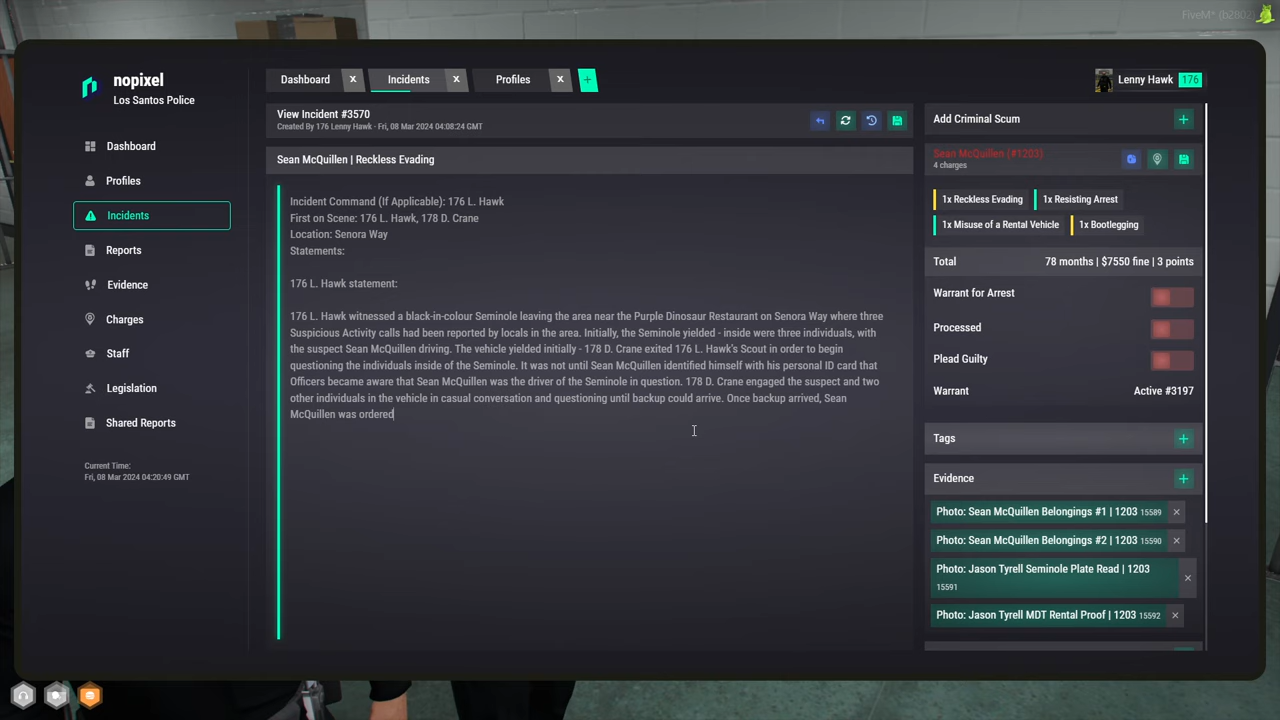 FiveM* (b2802)
nopixel
Los Santos Police
Dashboard
Profiles
Incidents
Reports
Evidence
Charges
Staff
Legislation
Shared Reports
Current Time:
Fri, 08 Mar 2024 04:20:49 GMT
Dashboard x Incidents x Profiles x +
Lenny Hawk 176
View Incident #3570
Created By 176 Lenny Hawk - Fri, 08 Mar 2024 04:08:24 GMT
Sean McQuillen | Reckless Evading
Incident Command (If Applicable): 176 L. Hawk
First on Scene: 176 L. Hawk, 178 D. Crane
Location: Senora Way
Statements:
176 L. Hawk statement:
176 L. Hawk witnessed a black-in-colour Seminole leaving the area near the Purple Dinosaur Restaurant on Senora Way where three
Suspicious Activity calls had been reported by locals in the area. Initially, the Seminole yielded - inside were three individuals, with
the suspect Sean McQuillen driving. The vehicle yielded initially - 178 D. Crane exited 176 L. Hawk's Scout in order to begin
questioning the individuals inside of the Seminole. It was not until Sean McQuillen identified himself with his personal ID card that
Officers became aware that Sean McQuillen was the driver of the Seminole in question. 178 D. Crane engaged the suspect and two
other individuals in the vehicle in casual conversation and questioning until backup could arrive. Once backup arrived, Sean
McQuillen was ordered
Add Criminal Scum +
Sean McQuillen (#1203)
4 charges
1x Reckless Evading 1x Resisting Arrest
1x Misuse of a Rental Vehicle 1x Bootlegging
Total 78 months | $7550 fine | 3 points
Warrant for Arrest
Processed
Plead Guilty
Warrant Active #3197
Tags +
Evidence +
Photo: Sean McQuillen Belongings #1 | 1203 15589 x
Photo: Sean McQuillen Belongings #2 | 1203 15590 x
Photo: Jason Tyrell Seminole Plate Read | 1203
15591 x
Photo: Jason Tyrell MDT Rental Proof | 1203 15592 x